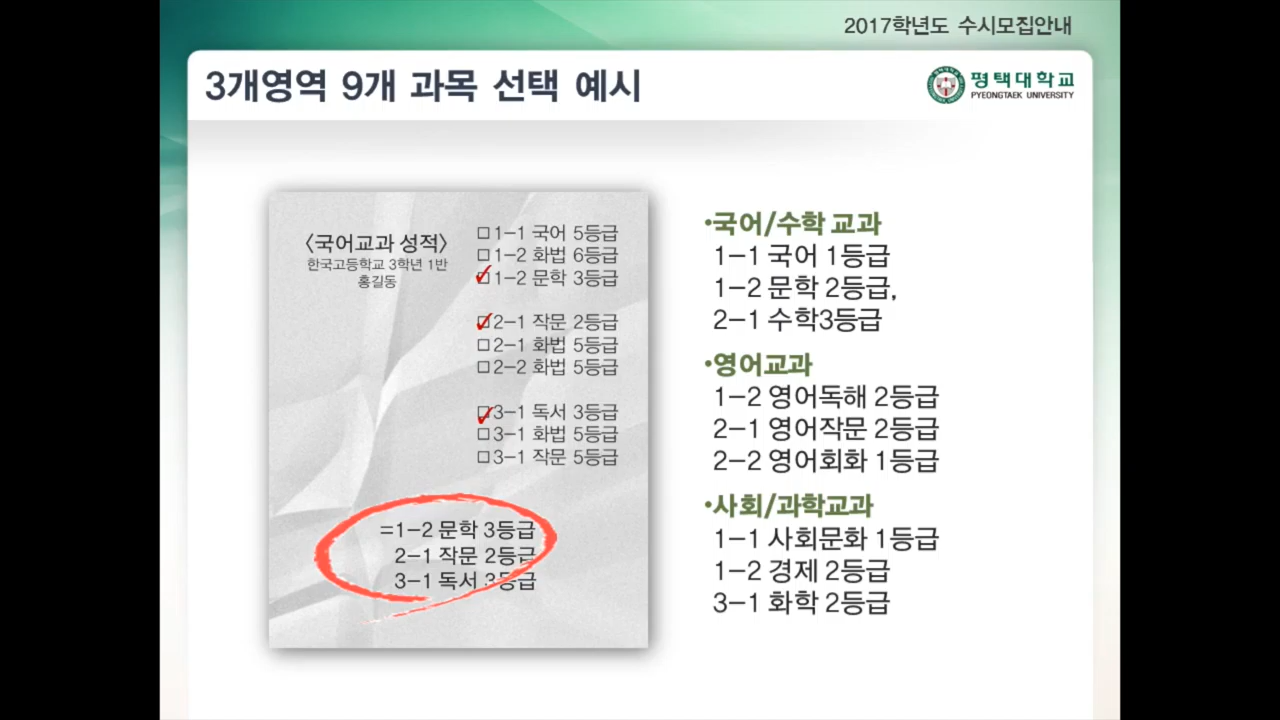 2017학년도 수시모집안내
3개영역 9개 과목 선택 예시
평택대학교
PYEONGTAEK UNIVERSITY
〈국어교과 성적〉
한국고등학교 3학년 1반
홍길동
□1-1 국어 5등급
□1-2 화법 6등급
□1-2 문학 3등급
□2-1 작문 2등급
□2-1 화법 5등급
□2-2 화법 5등급
□3-1 독서 3등급
□3-1 화법 5등급
□3-1 작문 5등급
=1-2 문학 3등급
2-1 작문 2등급
3-1 독서 3등급
•국어/수학 교과
1-1 국어 1등급
1-2 문학 2등급,
2-1 수학3등급
•영어교과
1-2 영어독해 2등급
2-1 영어작문 2등급
2-2 영어회화 1등급
•사회/과학교과
1-1 사회문화 1등급
1-2 경제 2등급
3-1 화학 2등급